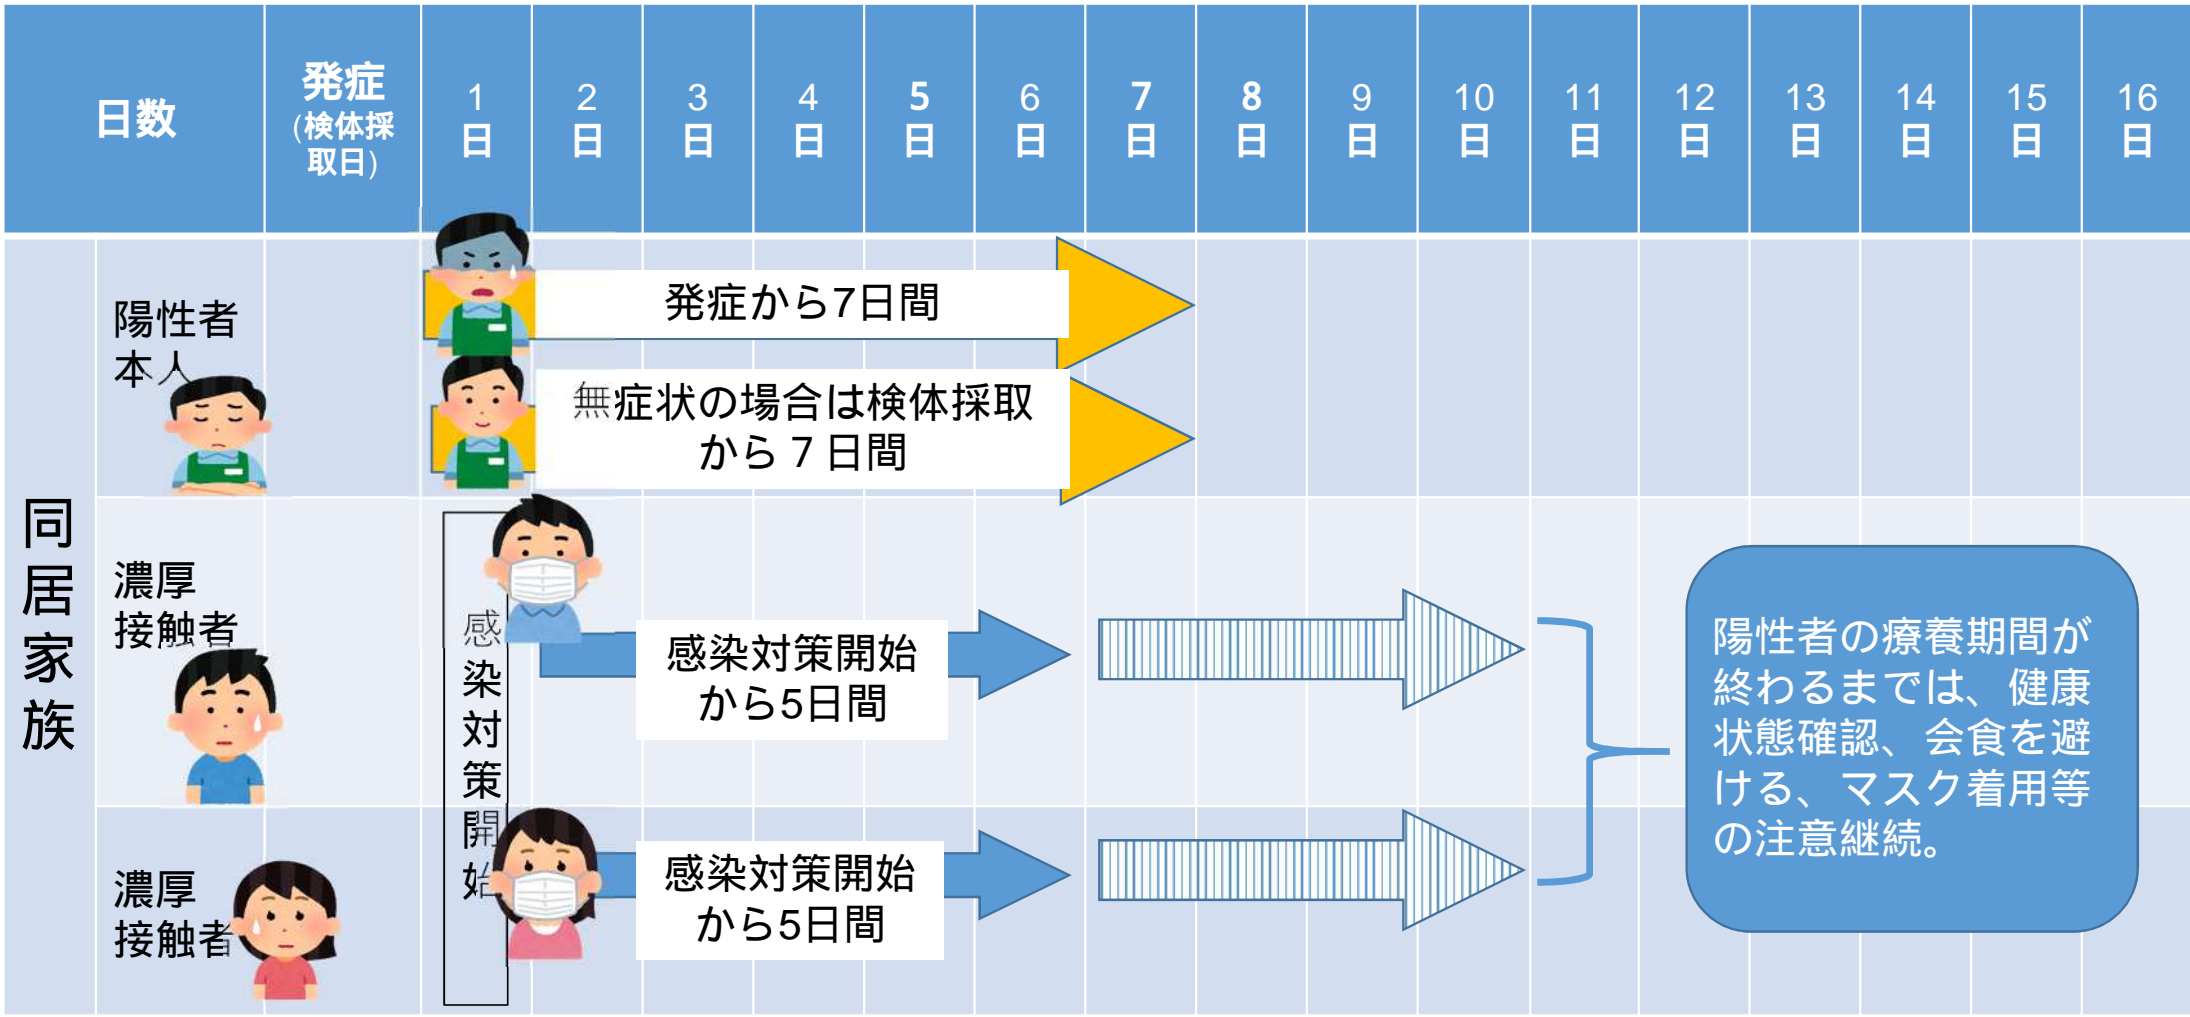 日数
発症
(検体採
取日)
1
日
2
日
3
日
4
日
5
日
6
日
7
日
8
日
9
日
10
日
11
日
12
日
13
日
14
日
15
日
16
日
同居家族
陽性者
本人
発症から7日間
無症状の場合は検体採取
から７日間
濃厚
接触者
感染対策開始
感染対策開始
から5日間
陽性者の療養期間が
終わるまでは、健康
状態確認、会食を避
ける、マスク着用等
の注意継続。
濃厚
接触者
感染対策開始
から5日間